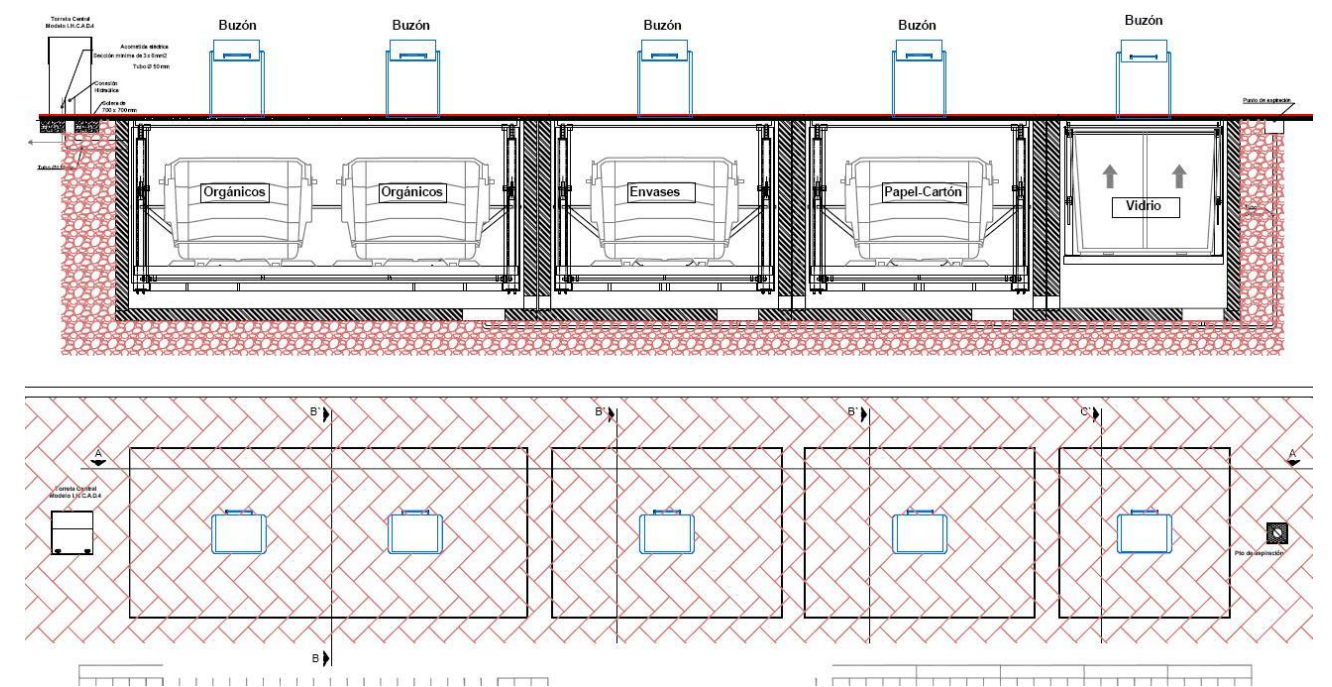 Torreta Central
Modelo I.N.C.A.D.4
Buzón
Buzón
Buzón
Buzón
Buzón
Acometida eléctrica
Sección mínima de 3 x 6 mm2
Tubo Ø 50 mm
Conexión
Hidráulica
Solera de
700 x 700 mm
Punto de aspiración
Orgánicos
Orgánicos
Envases
Papel-Cartón
Vidrio
B'
B'
B'
C'
A
A
Torreta Central
Modelo I.N.C.A.D.4
Pto de aspiración
B